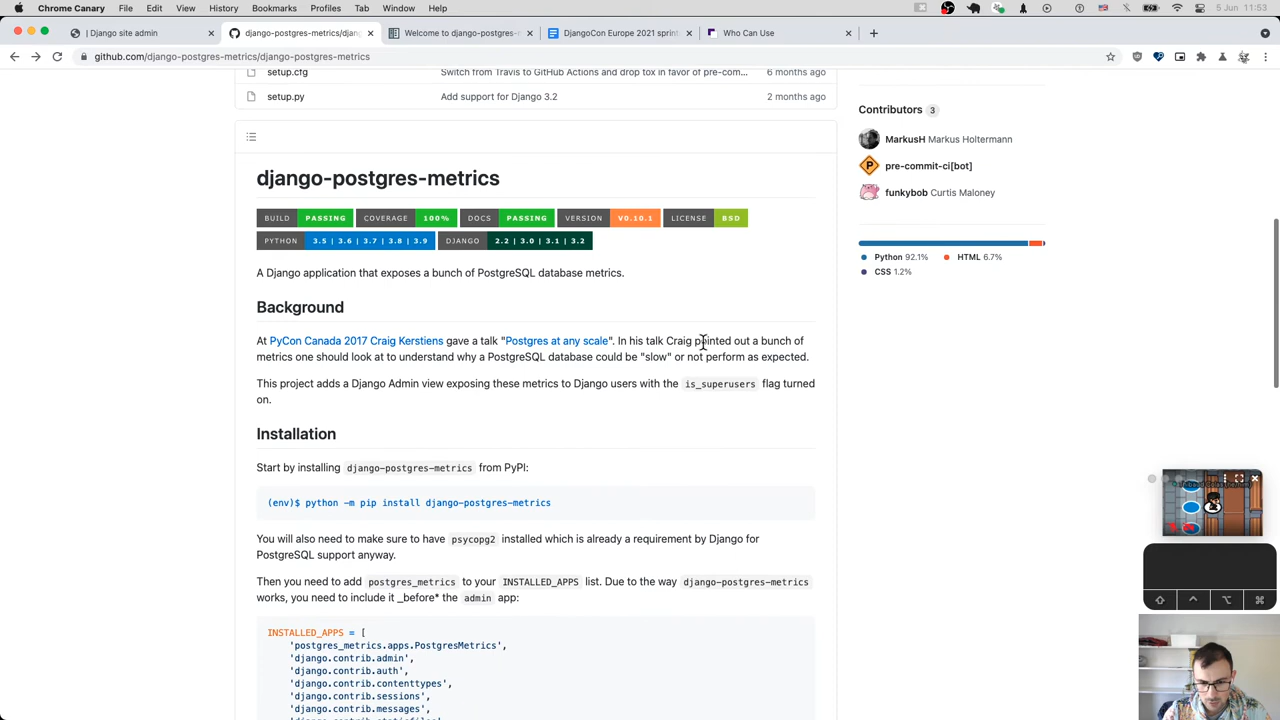 Chrome Canary File Edit View History Bookmarks Profiles Tab Window Help 5 Jun 11:53
| Django site admin
django-postgres-metrics/djang
Welcome to django-postgres-
DjangoCon Europe 2021 sprint
Who Can Use
github.com/django-postgres-metrics/django-postgres-metrics
setup.cfg Switch from Travis to GitHub Actions and drop tox in favor of pre-com... 6 months ago
setup.py Add support for Django 3.2 2 months ago
Contributors 3
MarkusH Markus Holtermann
pre-commit-ci[bot]
funkybob Curtis Maloney
Python 92.1% HTML 6.7%
CSS 1.2%
django-postgres-metrics
BUILD PASSING COVERAGE 100% DOCS PASSING VERSION V0.10.1 LICENSE BSD
PYTHON 3.5 | 3.6 | 3.7 | 3.8 | 3.9 DJANGO 2.2 | 3.0 | 3.1 | 3.2
A Django application that exposes a bunch of PostgreSQL database metrics.
Background
At PyCon Canada 2017 Craig Kerstiens gave a talk "Postgres at any scale". In his talk Craig pointed out a bunch of
metrics one should look at to understand why a PostgreSQL database could be "slow" or not perform as expected.
This project adds a Django Admin view exposing these metrics to Django users with the is_superusers flag turned
on.
Installation
Start by installing django-postgres-metrics from PyPI:
(env)$ python -m pip install django-postgres-metrics
You will also need to make sure to have psycopg2 installed which is already a requirement by Django for
PostgreSQL support anyway.
Then you need to add postgres_metrics to your INSTALLED_APPS list. Due to the way django-postgres-metrics
works, you need to include it _before* the admin app:
INSTALLED_APPS = [
'postgres_metrics.apps.PostgresMetrics',
'django.contrib.admin',
'django.contrib.auth',
'django.contrib.contenttypes',
'django.contrib.sessions',
'django.contrib.messages',